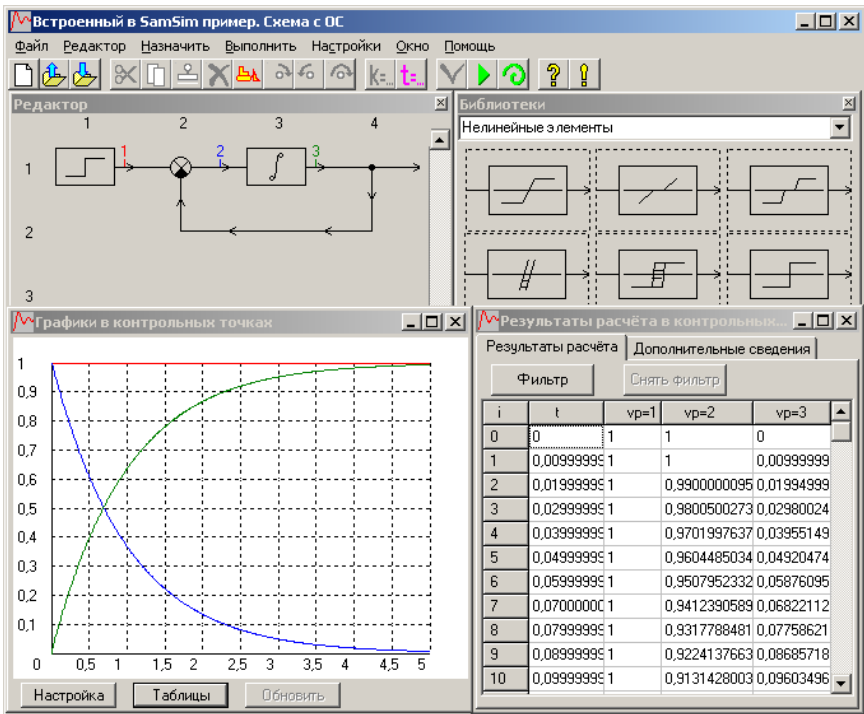 Встроенный в SamSim пример. Схема с ОС
Файл Редактор Назначить Выполнить Настройки Окно Помощь
k=... t=...
Редактор
1 2 3 4
1 2 3
1
2
3
Библиотеки
Нелинейные элементы
Графики в контрольных точках
1
0,9
0,8
0,7
0,6
0,5
0,4
0,3
0,2
0,1
0 0,5 1 1,5 2 2,5 3 3,5 4 4,5 5
Настройка Таблицы Обновить
Результаты расчёта в контрольных...
Результаты расчёта Дополнительные сведения
Фильтр Снять фильтр
i t vp=1 vp=2 vp=3
0 0 1 1 0
1 0,00999999 1 1 0,00999999
2 0,01999999 1 0,9900000095 0,01994999
3 0,02999999 1 0,9800500273 0,02980024
4 0,03999999 1 0,9701997637 0,03955149
5 0,04999999 1 0,9604485034 0,04920474
6 0,05999999 1 0,9507952332 0,05876095
7 0,07000000 1 0,9412390589 0,06822112
8 0,07999999 1 0,9317788481 0,07758621
9 0,08999999 1 0,9224137663 0,08685718
10 0,09999999 1 0,9131428003 0,09603496